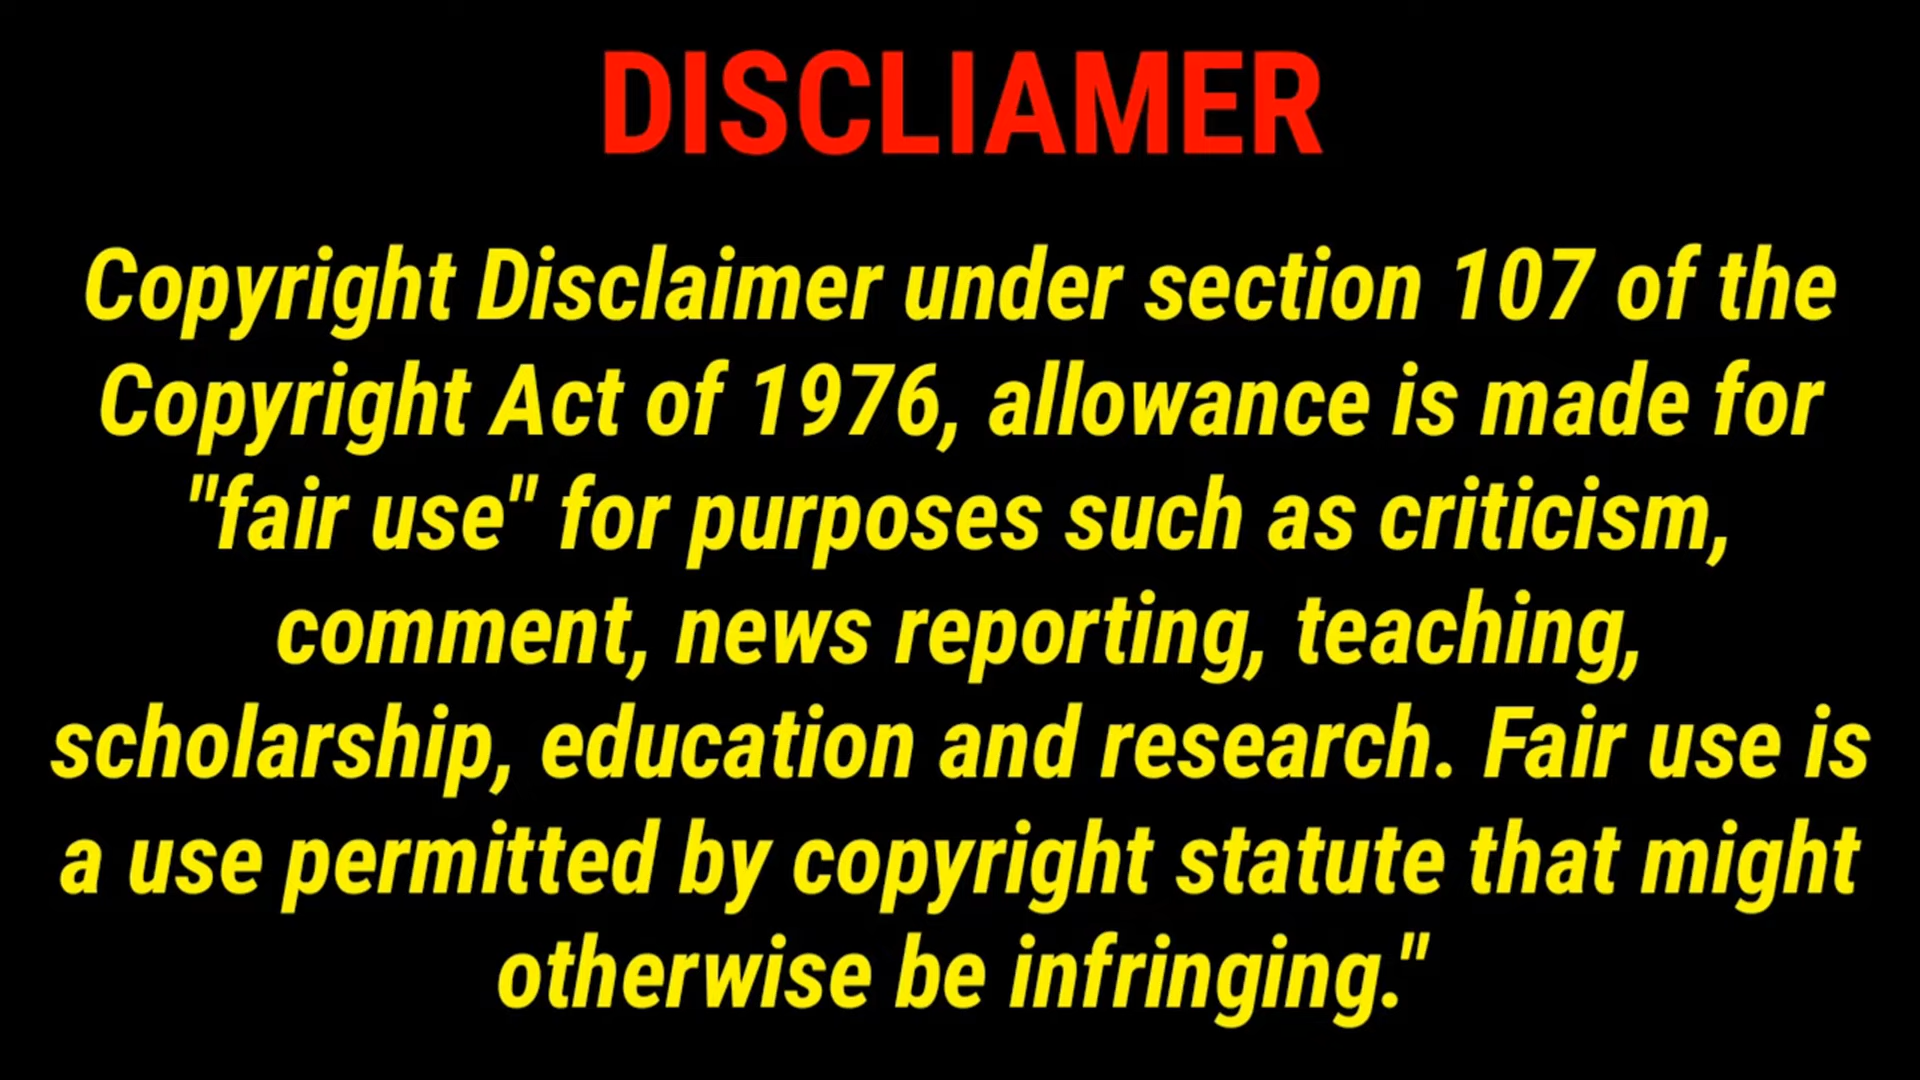 DISCLIAMER
Copyright Disclaimer under section 107 of the
Copyright Act of 1976, allowance is made for
"fair use" for purposes such as criticism,
comment, news reporting, teaching,
scholarship, education and research. Fair use is
a use permitted by copyright statute that might
otherwise be infringing."